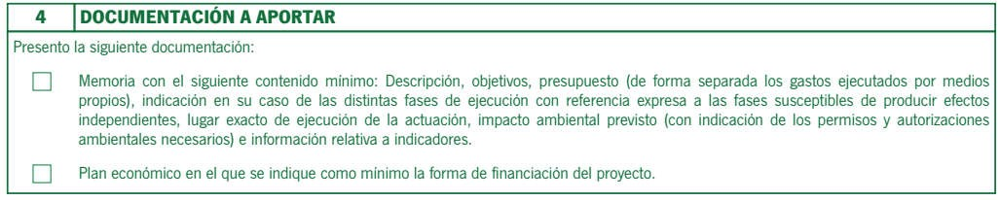 4 DOCUMENTACIÓN A APORTAR
Presento la siguiente documentación:
Memoria con el siguiente contenido mínimo: Descripción, objetivos, presupuesto (de forma separada los gastos ejecutados por medios
propios), indicación en su caso de las distintas fases de ejecución con referencia expresa a las fases susceptibles de producir efectos
independientes, lugar exacto de ejecución de la actuación, impacto ambiental previsto (con indicación de los permisos y autorizaciones
ambientales necesarios) e información relativa a indicadores.
Plan económico en el que se indique como mínimo la forma de financiación del proyecto.